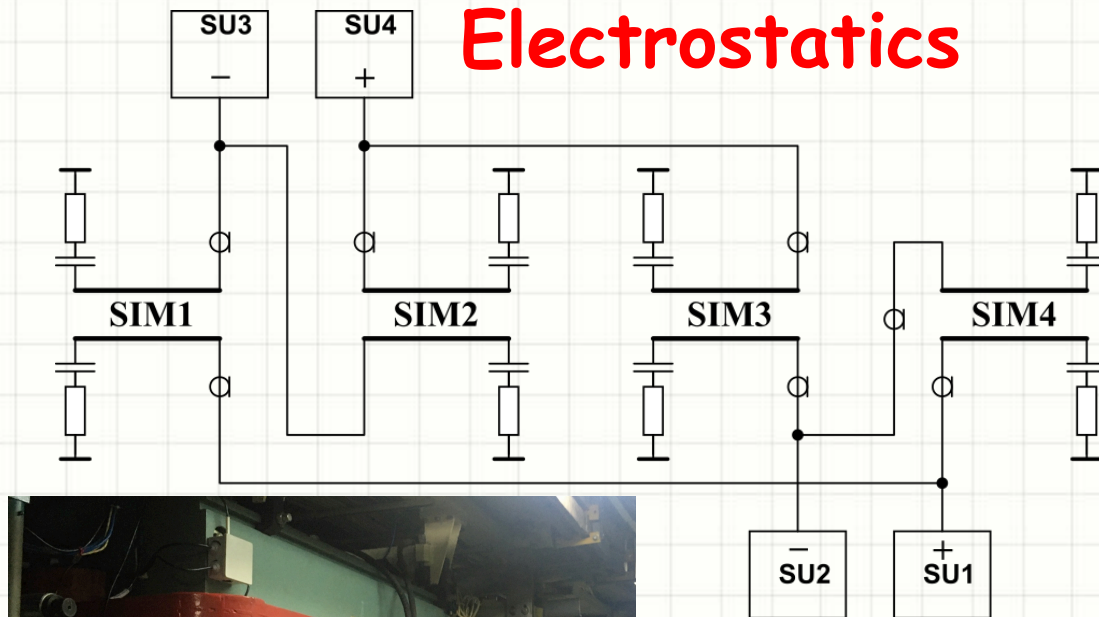 SU3
SU4
Electrostatics
−
+
SIM1
SIM2
SIM3
SIM4
−
+
SU2
SU1